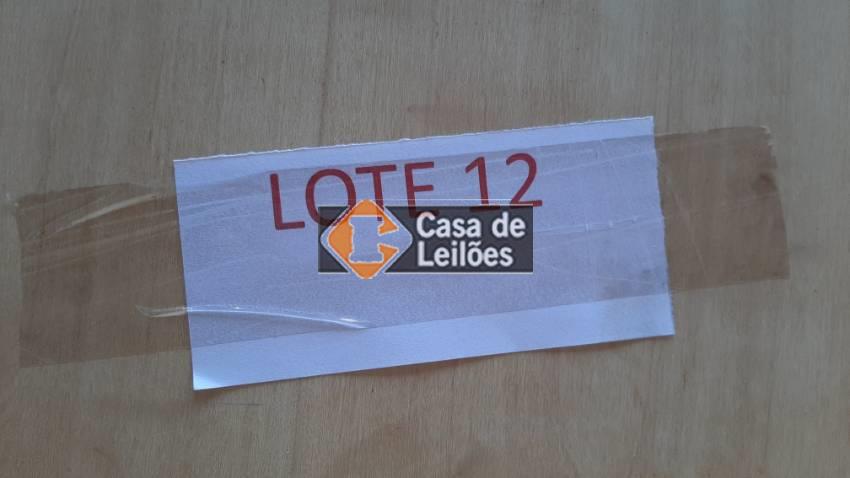 LOTE 12
Casa de
Leilões